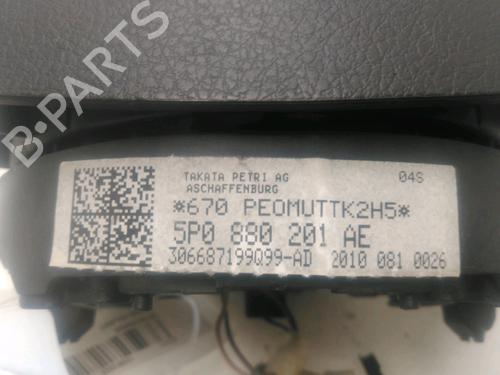 B-PARTS
TAKATA PETRI AG 04S
ASCHAFFENBURG
*670 PEOMUTTK2H5*
5P0 880 201 AE
306687199Q99-AD 2010 081 0026